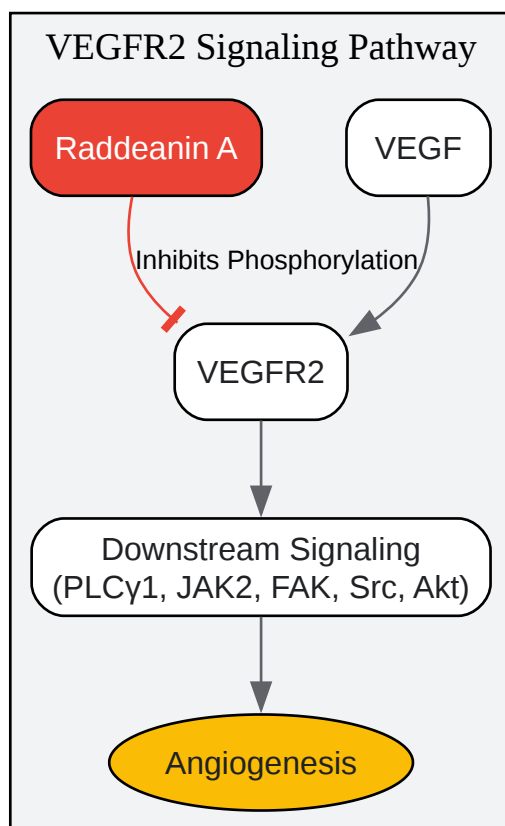 VEGFR2 Signaling Pathway
Raddeanin A
VEGF
Inhibits Phosphorylation
VEGFR2
Downstream Signaling
(PLCγ1, JAK2, FAK, Src, Akt)
Angiogenesis